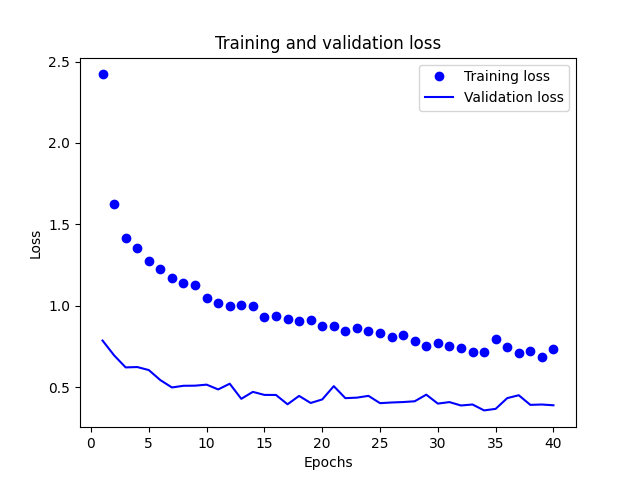 Training and validation loss
2.5
2.0
1.5
1.0
0.5
Loss
Training loss
Validation loss
0 5 10 15 20 25 30 35 40
Epochs